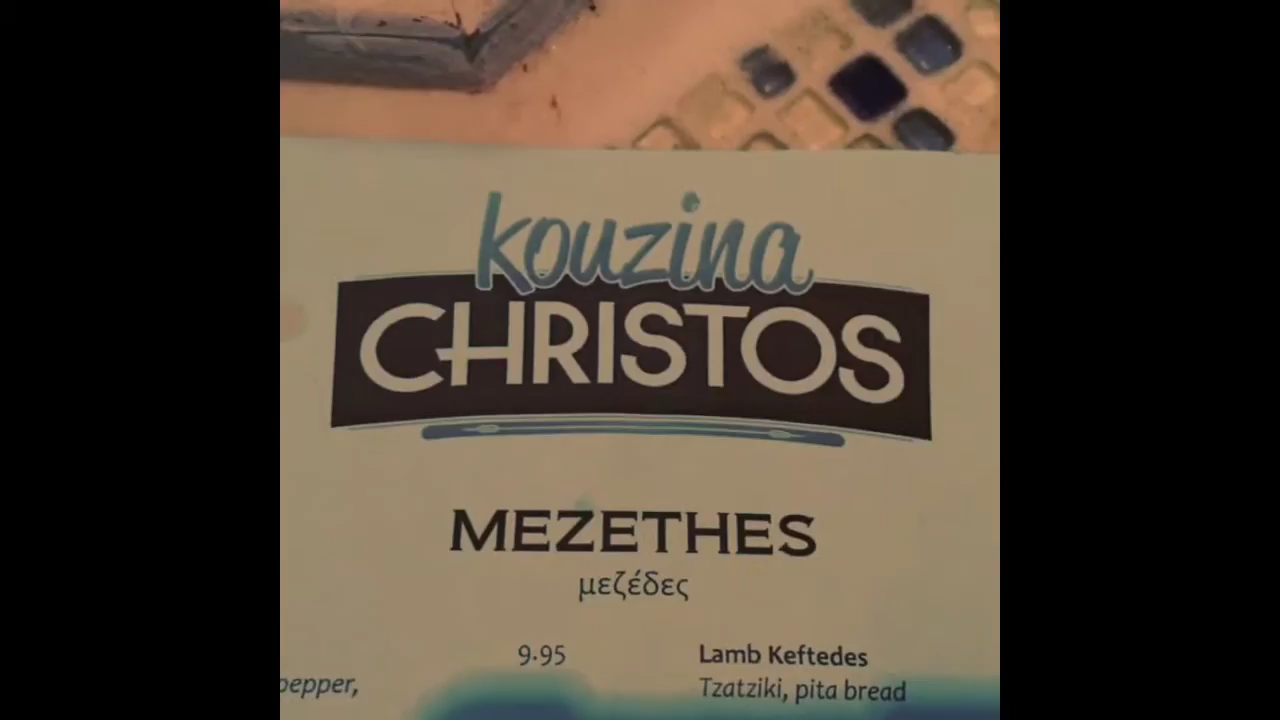 kouzina
CHRISTOS
MEZETHES
μεζέδες
9.95
Lamb Keftedes
pepper,
Tzatziki, pita bread